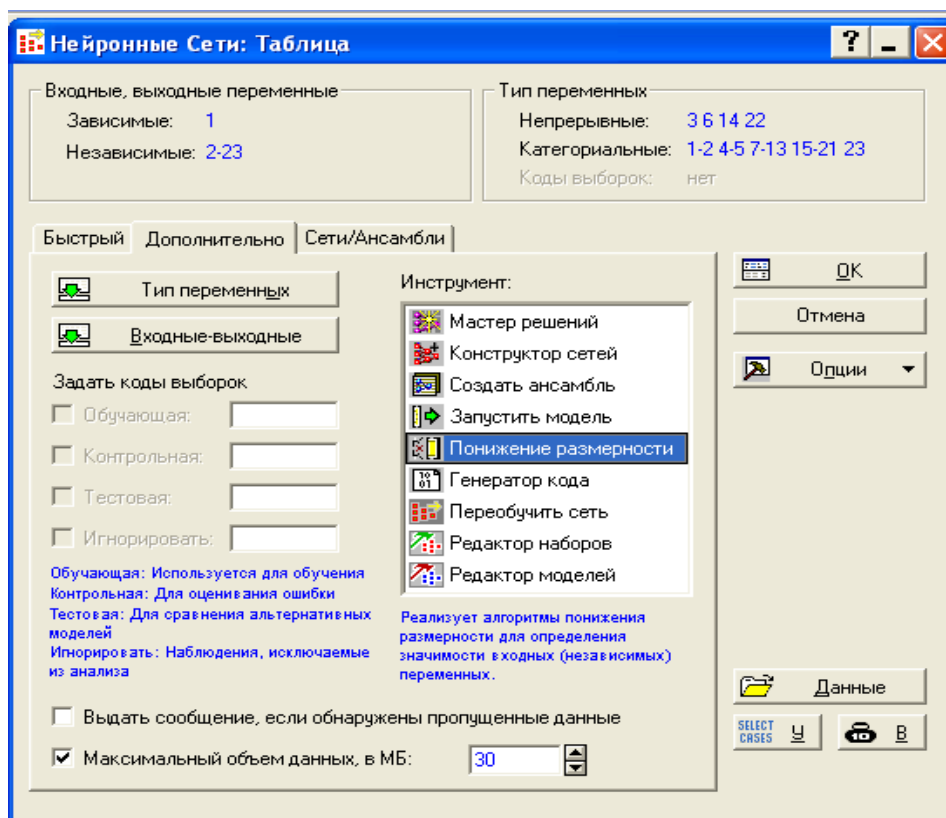 Нейронные Сети: Таблица
?
Входные, выходные переменные
Зависимые: 1
Независимые: 2-23
Тип переменных
Непрерывные: 3 6 14 22
Категориальные: 1-2 4-5 7-13 15-21 23
Коды выборок: нет
Быстрый
Дополнительно
Сети/Ансамбли
Тип переменных
Входные-выходные
Задать коды выборок
Обучающая:
Контрольная:
Тестовая:
Игнорировать:
Обучающая: Используется для обучения
Контрольная: Для оценивания ошибки
Тестовая: Для сравнения альтернативных
моделей
Игнорировать: Наблюдения, исключаемые
из анализа
Инструмент:
Мастер решений
Конструктор сетей
Создать ансамбль
Запустить модель
Понижение размерности
Генератор кода
Переобучить сеть
Редактор наборов
Редактор моделей
Реализует алгоритмы понижения
размерности для определения
значимости входных (независимых)
переменных.
Выдать сообщение, если обнаружены пропущенные данные
Максимальный объем данных, в МБ: 30
OK
Отмена
Опции
Данные
SELECT
CASES
У
В